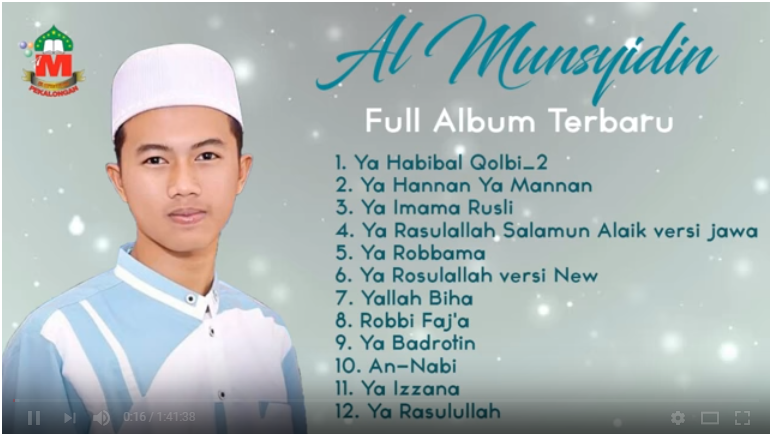 M
PEKALONGAN
Al Munsyidin
Full Album Terbaru
1. Ya Habibal Qolbi_2
2. Ya Hannan Ya Mannan
3. Ya Imama Rusli
4. Ya Rasulallah Salamun Alaik versi jawa
5. Ya Robbama
6. Ya Rosulallah versi New
7. Yallah Biha
8. Robbi Faj'a
9. Ya Badrotin
10. An-Nabi
11. Ya Izzana
12. Ya Rasulullah
0:16 / 1:41:38